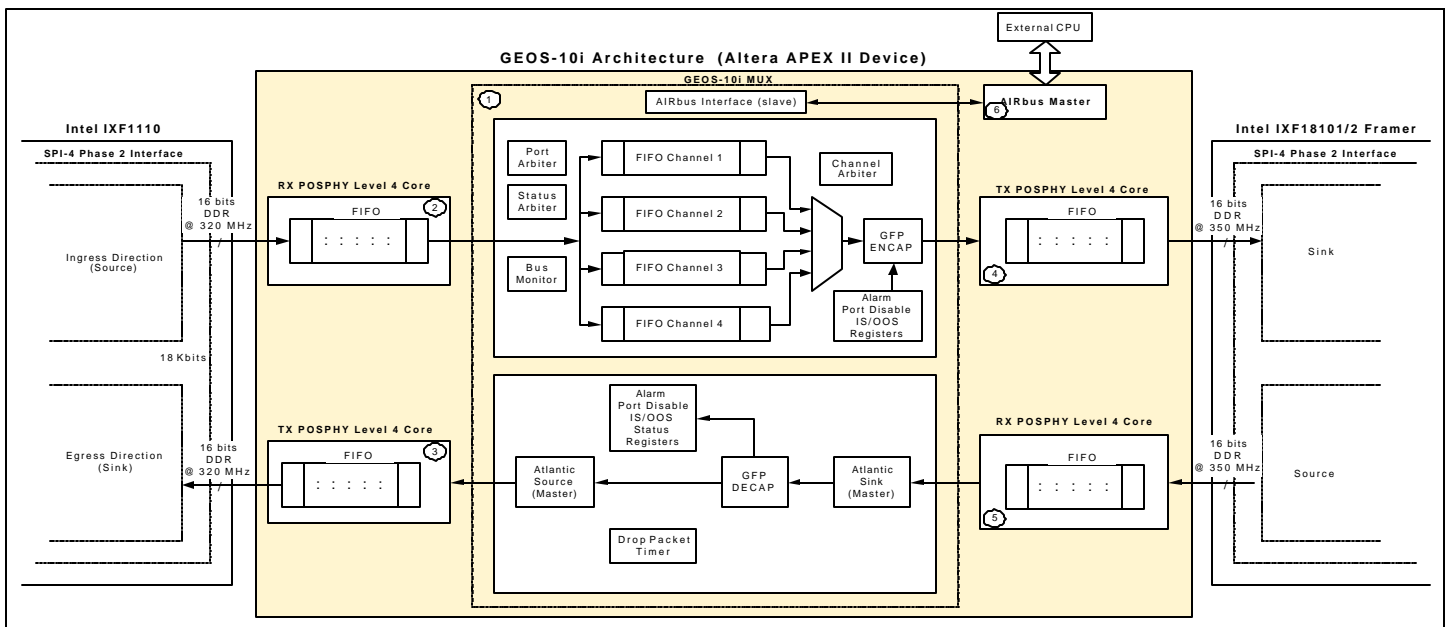 External CPU
GEOS-10i Architecture (Altera APEX II Device)
GEOS-10i MUX
1
AIRbus Interface (slave)
6
AIRbus Master
Intel IXF1110
SPI-4 Phase 2 Interface
Intel IXF18101/2 Framer
SPI-4 Phase 2 Interface
Port
Arbiter
Status
Arbiter
Bus
Monitor
FIFO Channel 1
FIFO Channel 2
FIFO Channel 3
FIFO Channel 4
Channel
Arbiter
GFP
ENCAP
Alarm
Port Disable
IS/OOS
Registers
RX POSPHY Level 4 Core
FIFO
2
: : : : :
16 bits
DDR
@ 320 MHz
/
Ingress Direction
(Source)
TX POSPHY Level 4 Core
FIFO
: : : : :
4
16 bits
DDR
@ 350 MHz
/
Sink
18 Kbits
Egress Direction
(Sink)
16 bits
DDR
@ 320 MHz
/
TX POSPHY Level 4 Core
FIFO
3
: : : : :
Alarm
Port Disable
IS/OOS
Status
Registers
Atlantic
Source
(Master)
GFP
DECAP
Atlantic
Sink
(Master)
Drop Packet
Timer
RX POSPHY Level 4 Core
FIFO
: : : : :
5
16 bits
DDR
@ 350 MHz
/
Source